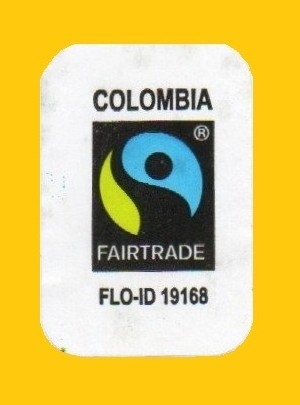 COLOMBIA
®
FAIRTRADE
FLO-ID 19168